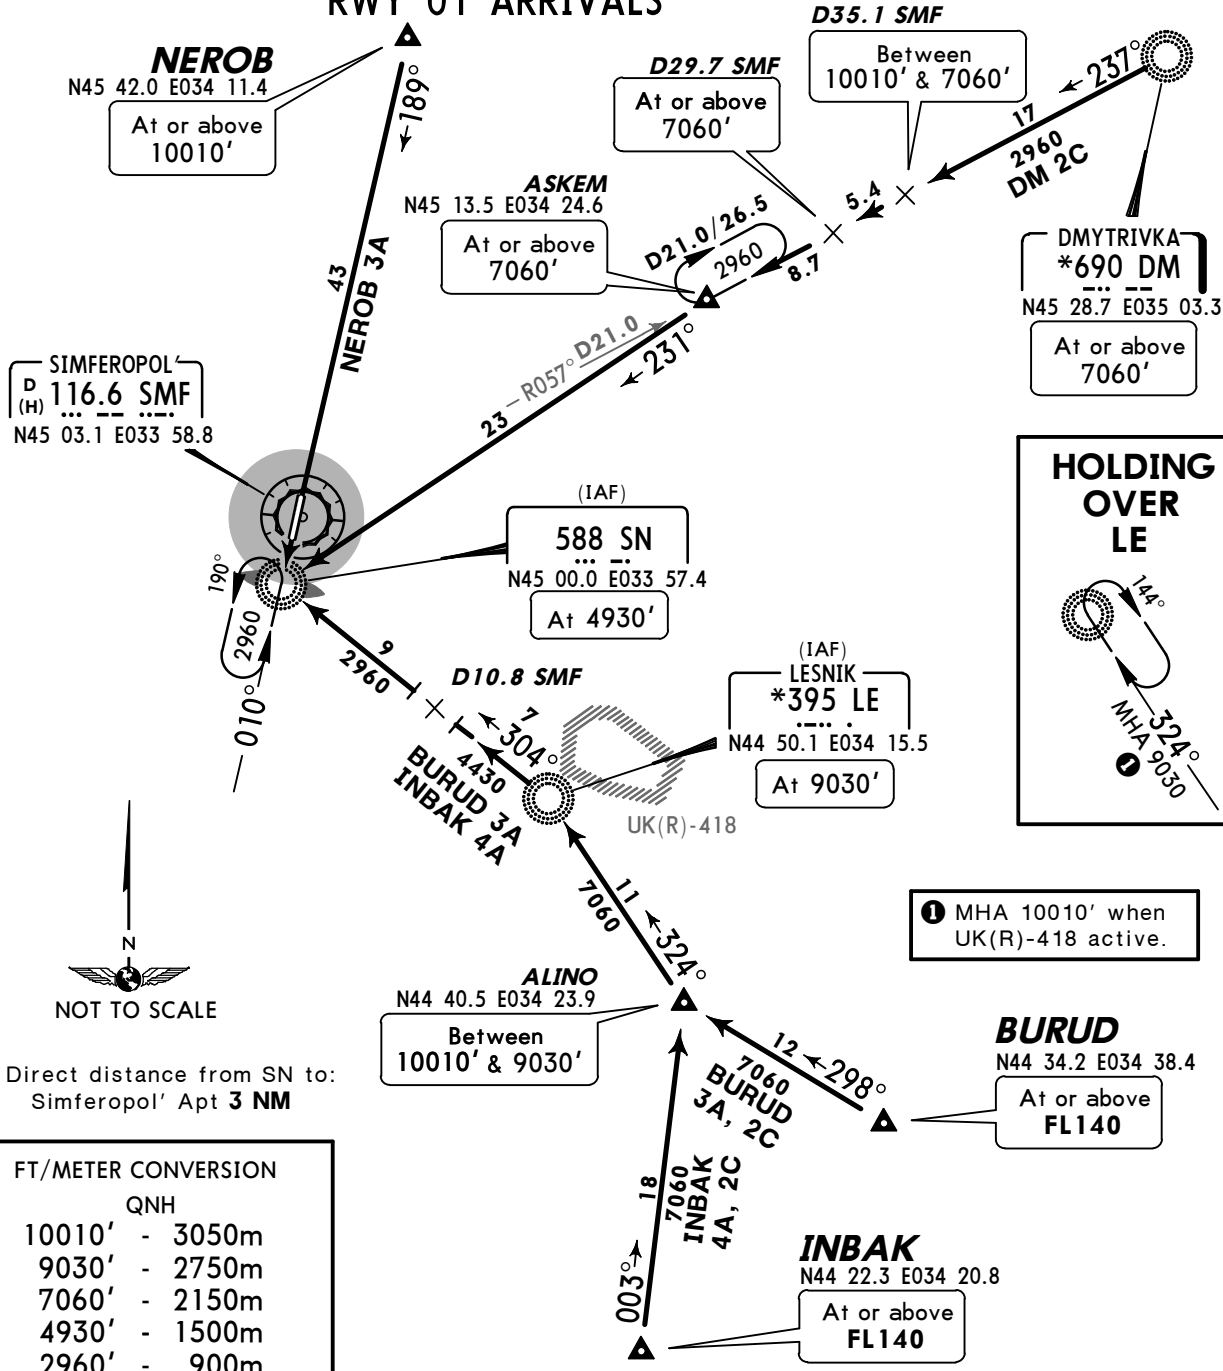 RWY 01 ARRIVALS
NEROB
N45 42.0 E034 11.4
At or above
10010'
189°
43
NEROB 3A
D35.1 SMF
Between
10010' & 7060'
D29.7 SMF
At or above
7060'
237°
17
2960
DM 2C
5.4
8.7
ASKEM
N45 13.5 E034 24.6
At or above
7060'
D21.0/26.5
2960
DMYTRIVKA
*690 DM
N45 28.7 E035 03.3
At or above
7060'
R057° D21.0
231°
23
SIMFEROPOL'
D
(H) 116.6 SMF
N45 03.1 E033 58.8
(IAF)
588 SN
N45 00.0 E033 57.4
At 4930'
190°
2960
010°
9
2960
D10.8 SMF
7
304°
4430
BURUD 3A
INBAK 4A
(IAF)
LESNIK
*395 LE
N44 50.1 E034 15.5
At 9030'
UK(R)-418
HOLDING
OVER
LE
144°
324°
MHA 9030
1
1 MHA 10010' when
UK(R)-418 active.
11
7060
324°
ALINO
N44 40.5 E034 23.9
Between
10010' & 9030'
12
298°
7060
BURUD
3A, 2C
BURUD
N44 34.2 E034 38.4
At or above
FL140
18
7060
INBAK
4A, 2C
003°
INBAK
N44 22.3 E034 20.8
At or above
FL140
N
NOT TO SCALE
Direct distance from SN to:
Simferopol' Apt 3 NM
FT/METER CONVERSION
QNH
10010' - 3050m
9030' - 2750m
7060' - 2150m
4930' - 1500m
2960' - 900m